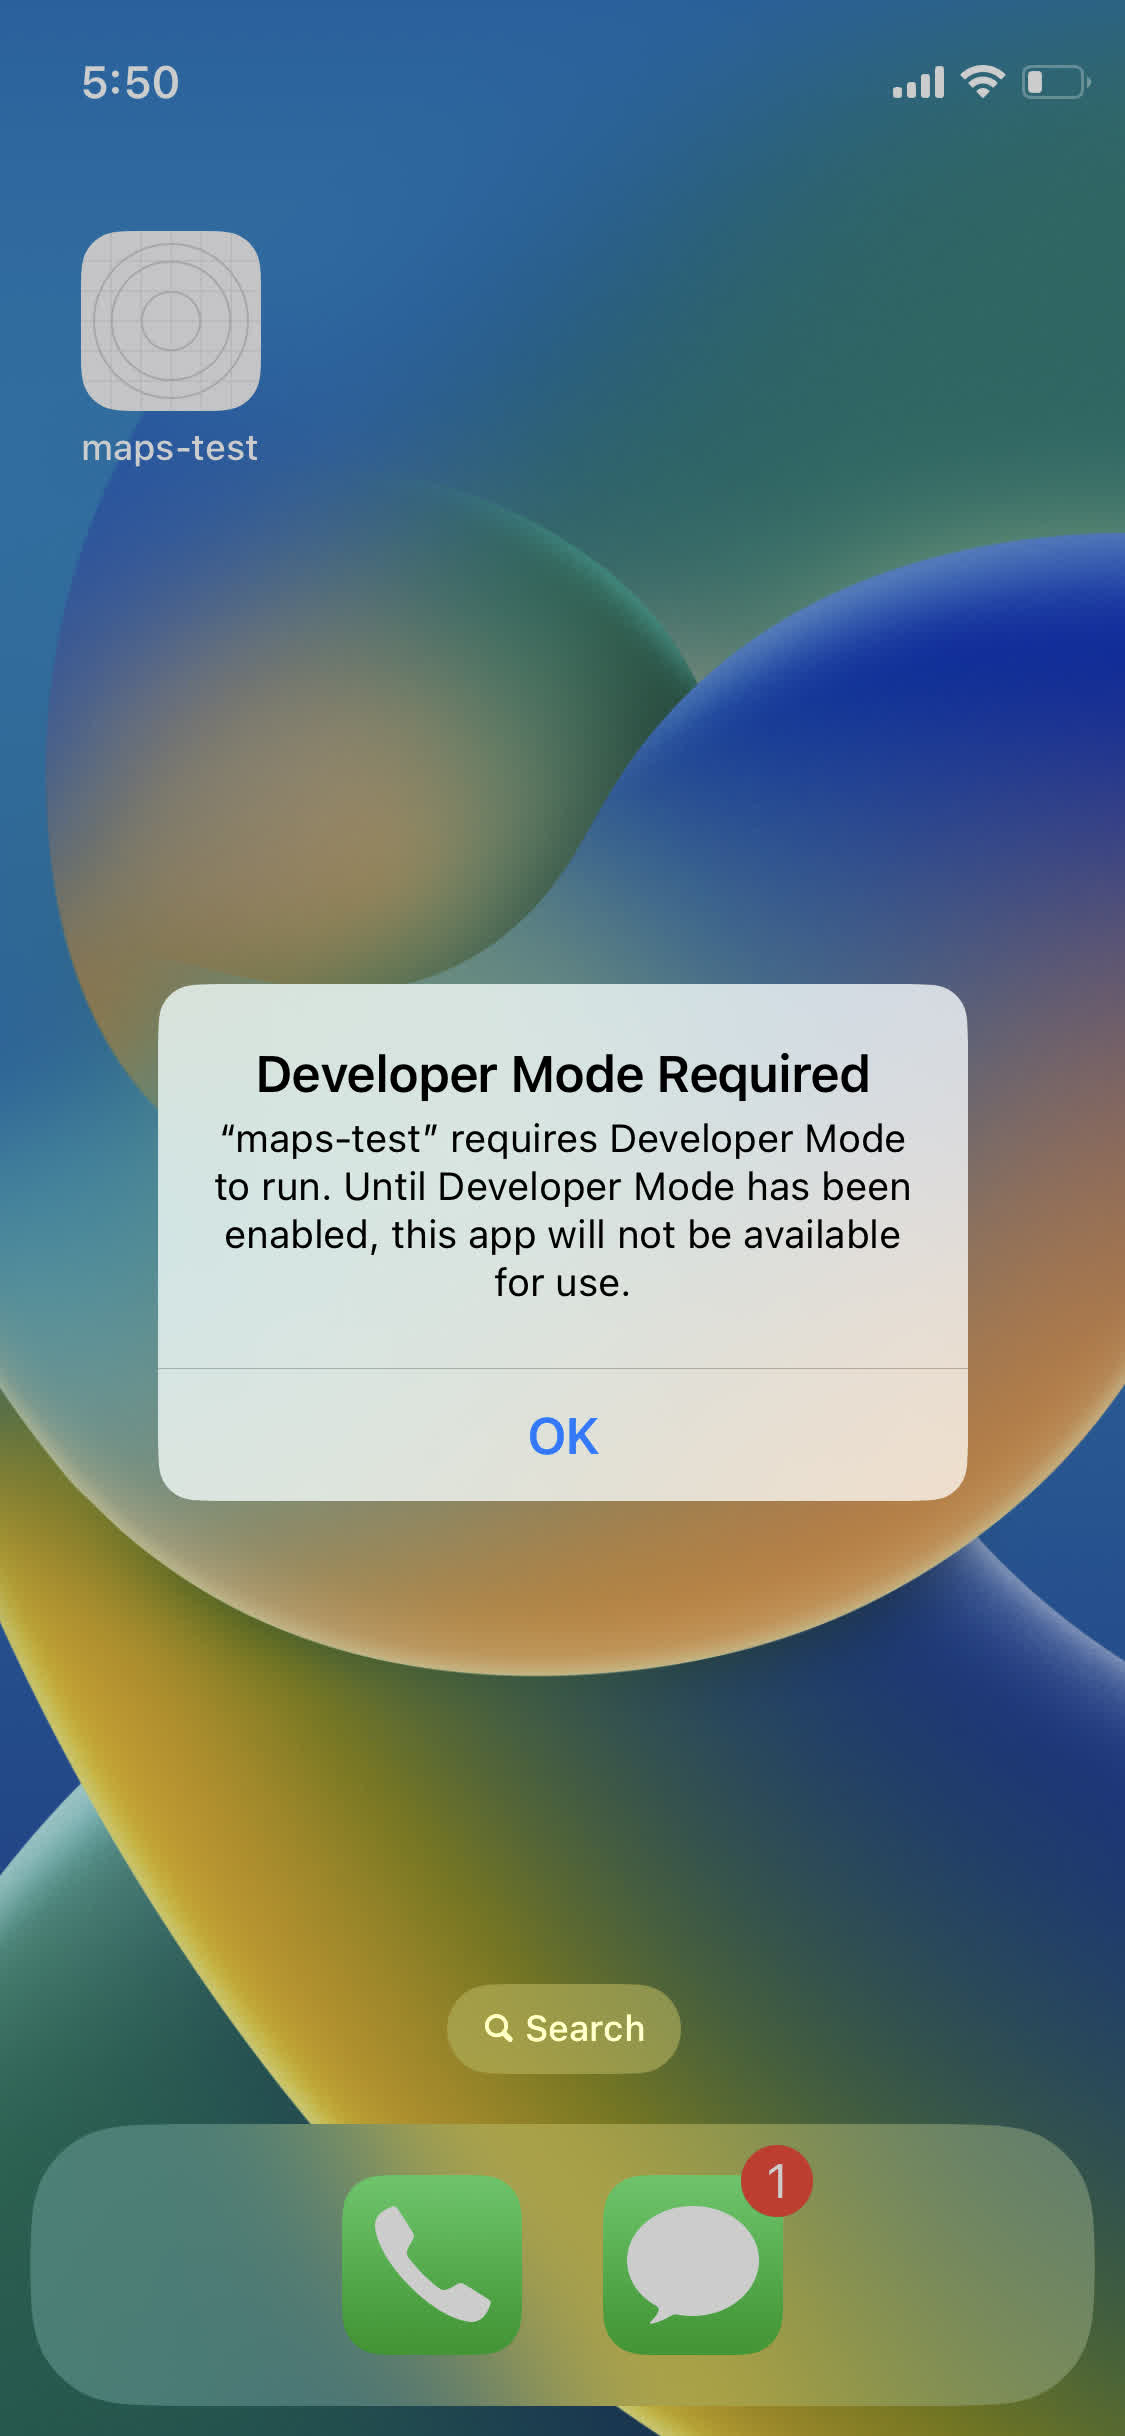 5:50
maps-test
Developer Mode Required
“maps-test” requires Developer Mode
to run. Until Developer Mode has been
enabled, this app will not be available
for use.
OK
Search
1